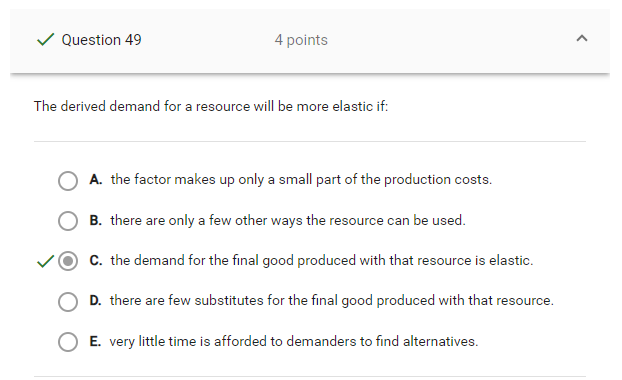 Question 49 4 points
The derived demand for a resource will be more elastic if:
A. the factor makes up only a small part of the production costs.
B. there are only a few other ways the resource can be used.
C. the demand for the final good produced with that resource is elastic.
D. there are few substitutes for the final good produced with that resource.
E. very little time is afforded to demanders to find alternatives.